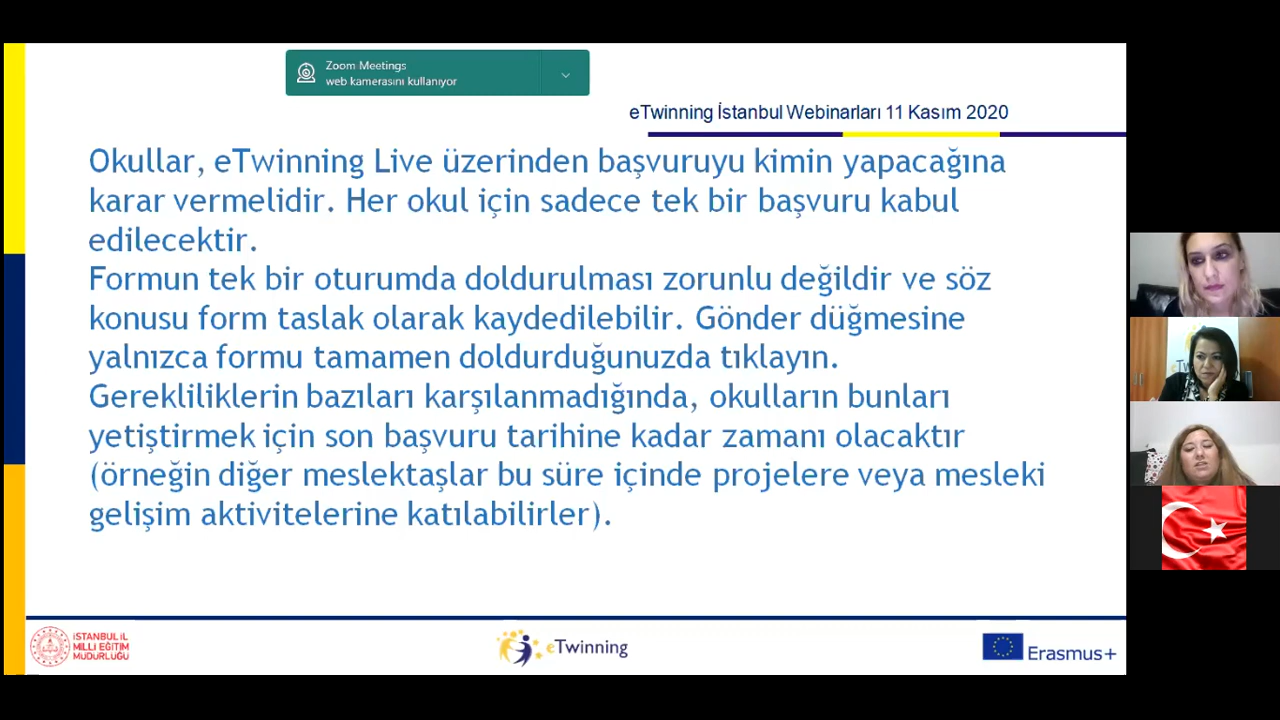 Zoom Meetings
web kamerasını kullanıyor
eTwinning İstanbul Webinarları 11 Kasım 2020
Okullar, eTwinning Live üzerinden başvuruyu kimin yapacağına
karar vermelidir. Her okul için sadece tek bir başvuru kabul
edilecektir.
Formun tek bir oturumda doldurulması zorunlu değildir ve söz
konusu form taslak olarak kaydedilebilir. Gönder düğmesine
yalnızca formu tamamen doldurduğunuzda tıklayın.
Gerekliliklerin bazıları karşılanmadığında, okulların bunları
yetiştirmek için son başvuru tarihine kadar zamanı olacaktır
(örneğin diğer meslektaşlar bu süre içinde projelere veya mesleki
gelişim aktivitelerine katılabilirler).
İSTANBUL İL
MİLLİ EĞİTİM
MÜDÜRLÜĞÜ
eTwinning
Erasmus+